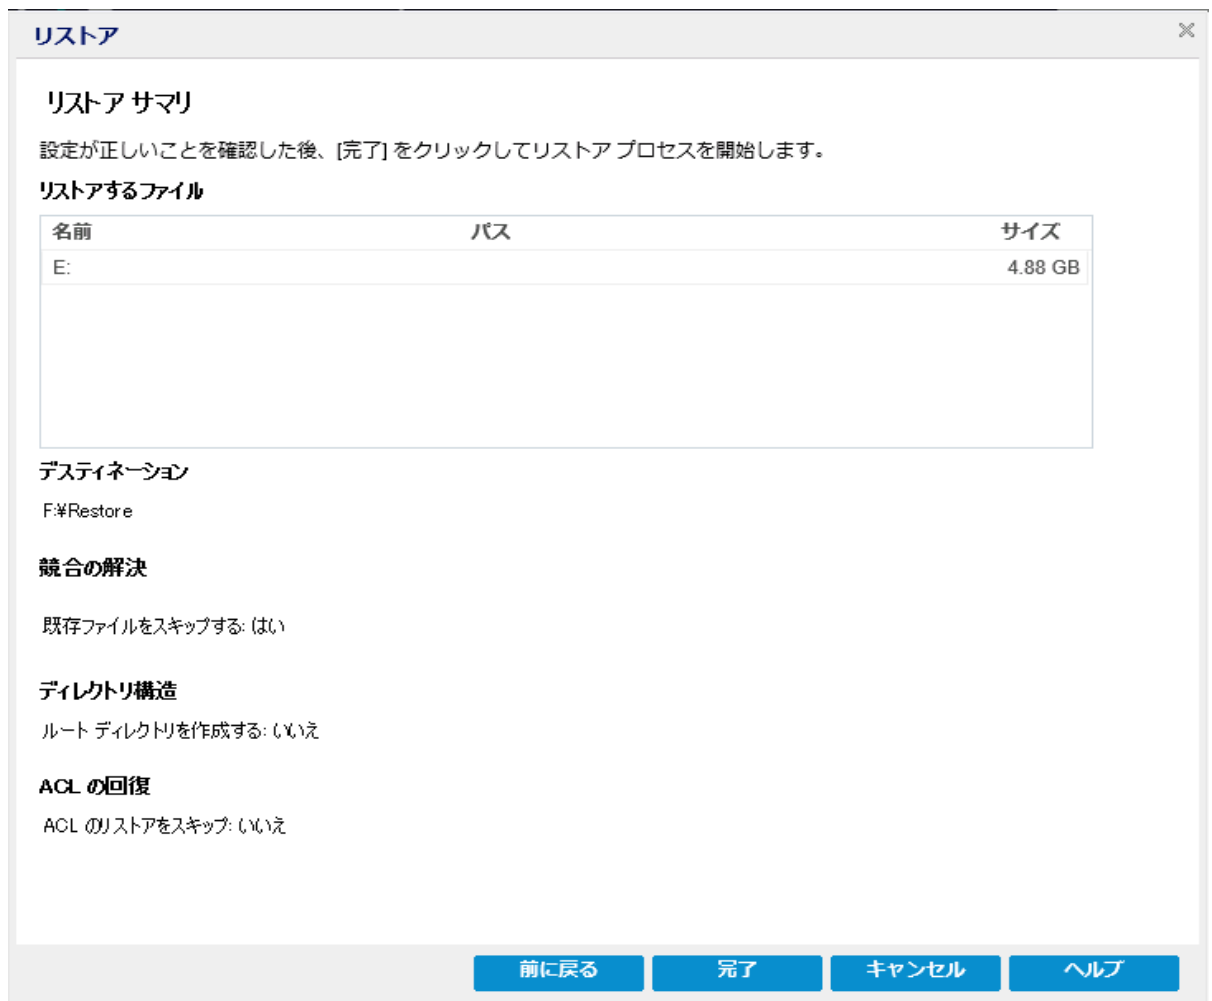 リストア
リストア サマリ
設定が正しいことを確認した後、[完了] をクリックしてリストア プロセスを開始します。
リストアするファイル
名前 パス サイズ
E: 4.88 GB
デスティネーション
F:¥Restore
競合の解決
既存ファイルをスキップする: はい
ディレクトリ構造
ルート ディレクトリを作成する: いいえ
ACL の回復
ACL のリストアをスキップ: いいえ
前に戻る 完了 キャンセル ヘルプ